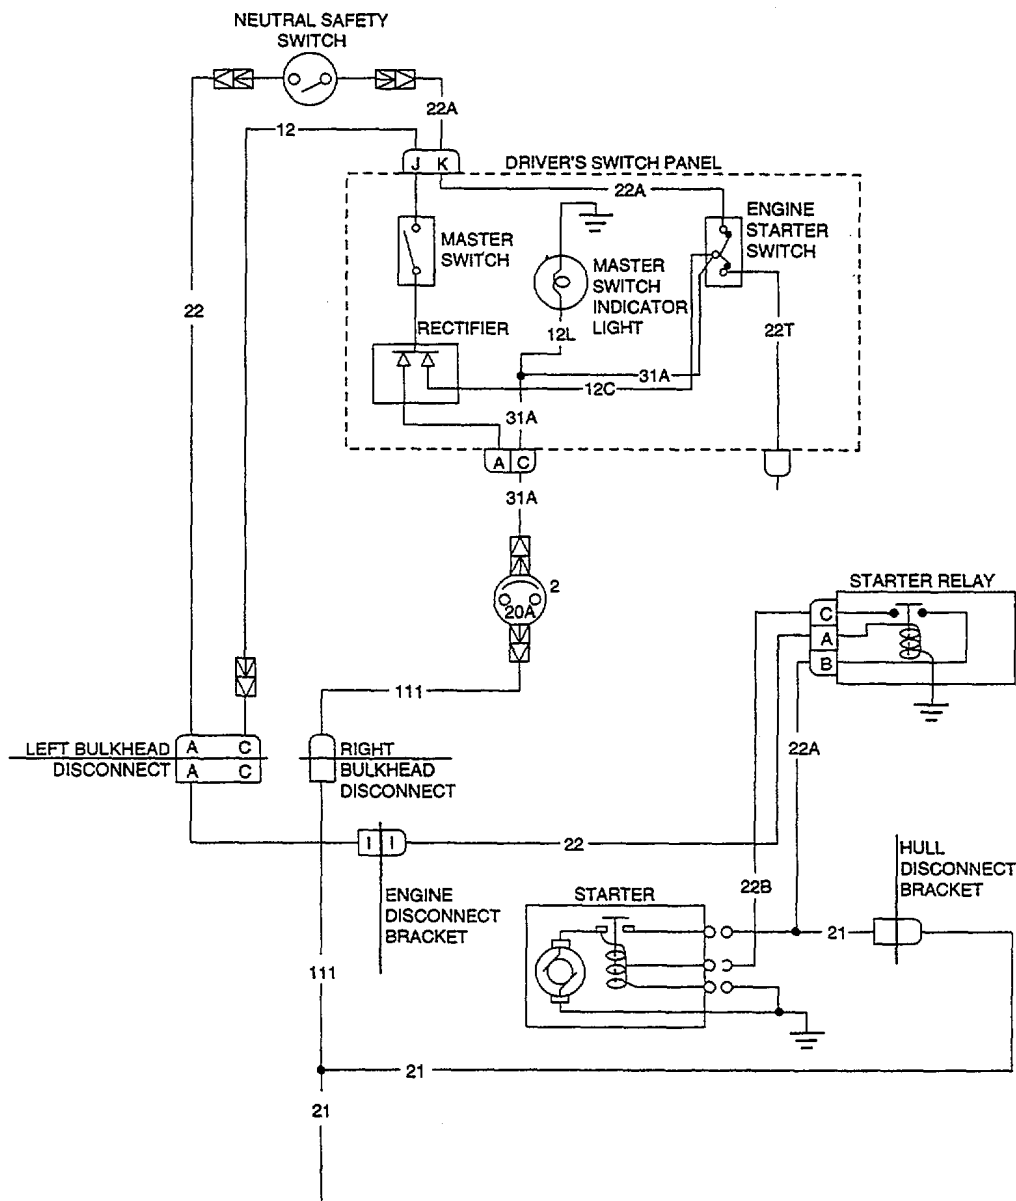 NEUTRAL SAFETY
SWITCH
22A
12
J K
DRIVER'S SWITCH PANEL
22A
ENGINE
STARTER
SWITCH
MASTER
SWITCH
MASTER
SWITCH
INDICATOR
LIGHT
22
RECTIFIER
12L
22T
31A
12C
31A
A C
31A
2
20A
STARTER RELAY
C
A
B
111
LEFT BULKHEAD
DISCONNECT
A C
A C
RIGHT
BULKHEAD
DISCONNECT
22A
I I
22
HULL
DISCONNECT
BRACKET
ENGINE
DISCONNECT
BRACKET
22B
STARTER
21
111
21
21